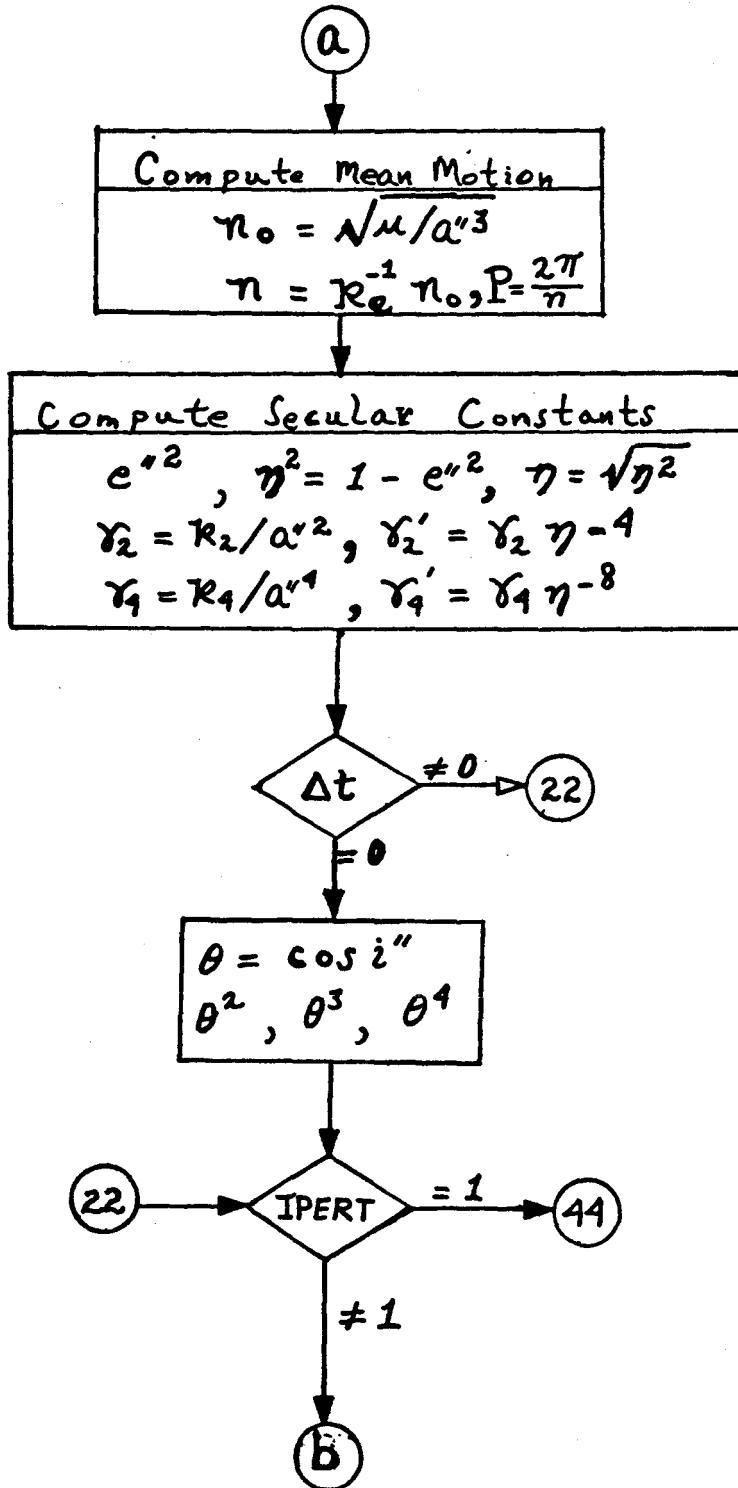 a
Compute Mean Motion
n₀ = √μ/a″³
n = kₑ⁻¹ n₀, P = 2π/n
Compute Secular Constants
e″², η² = 1 - e″², η = √η²
γ₂ = k₂/a″², γ₂′ = γ₂ η⁻⁴
γ₄ = k₄/a″⁴, γ₄′ = γ₄ η⁻⁸
Δt
≠ 0
22
= 0
θ = cos i″
θ², θ³, θ⁴
22
IPERT
= 1
44
≠ 1
b